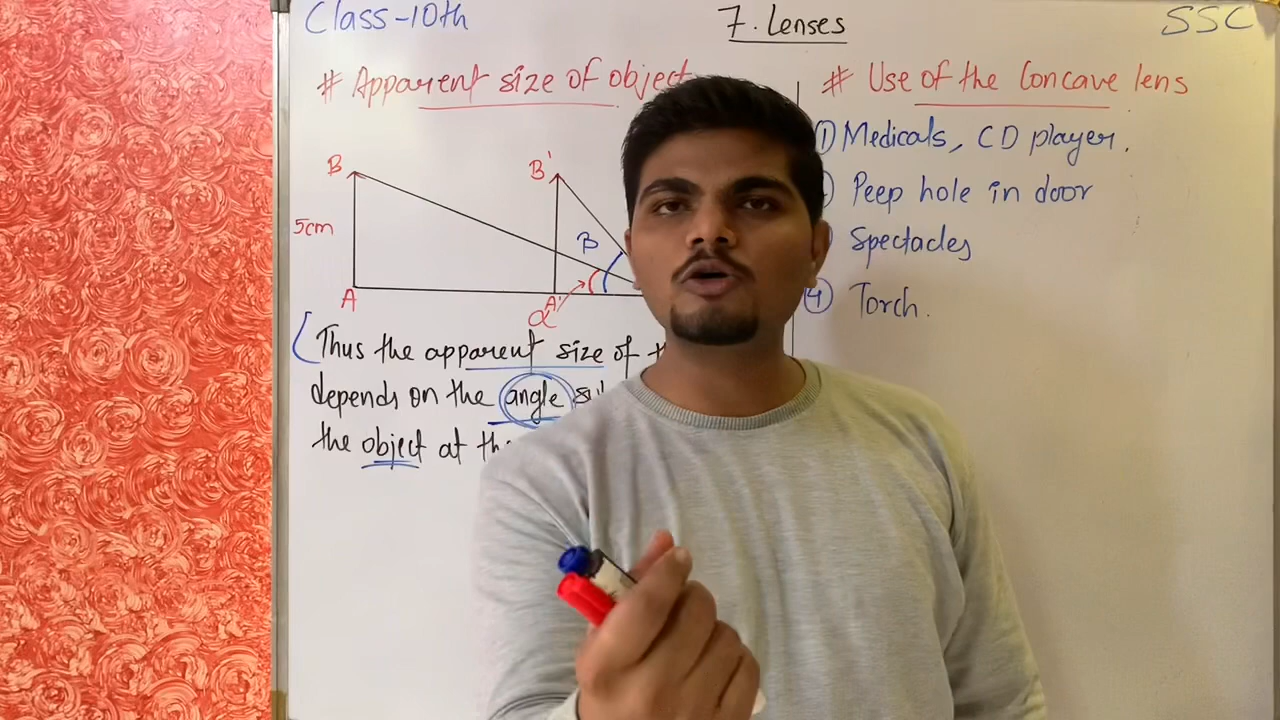 Class-10th
7. Lenses
SSC
# Apparent size of object
B
B'
5cm
B
A
A'
α
Thus the apparent size of
depends on the angle
the object at
# Use of the Concave lens
1) Medicals, CD player.
Peep hole in door
Spectacles
4) Torch.